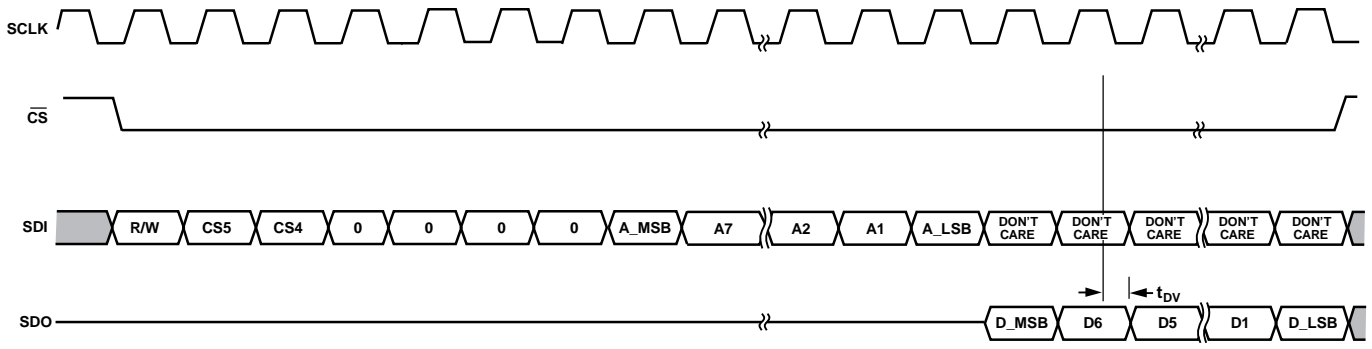 SCLK
CS
SDI R/W CS5 CS4 0 0 0 0 A_MSB A7 A2 A1 A_LSB DON'T CARE DON'T CARE DON'T CARE DON'T CARE DON'T CARE
tDV
SDO D_MSB D6 D5 D1 D_LSB